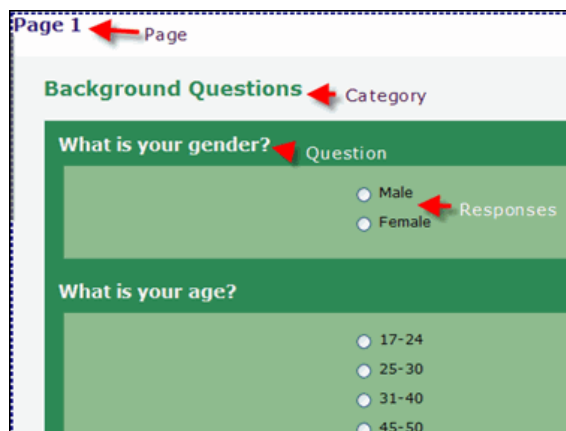 Page 1
Page
Background Questions
Category
What is your gender?
Question
Male
Responses
Female
What is your age?
17-24
25-30
31-40
45-50